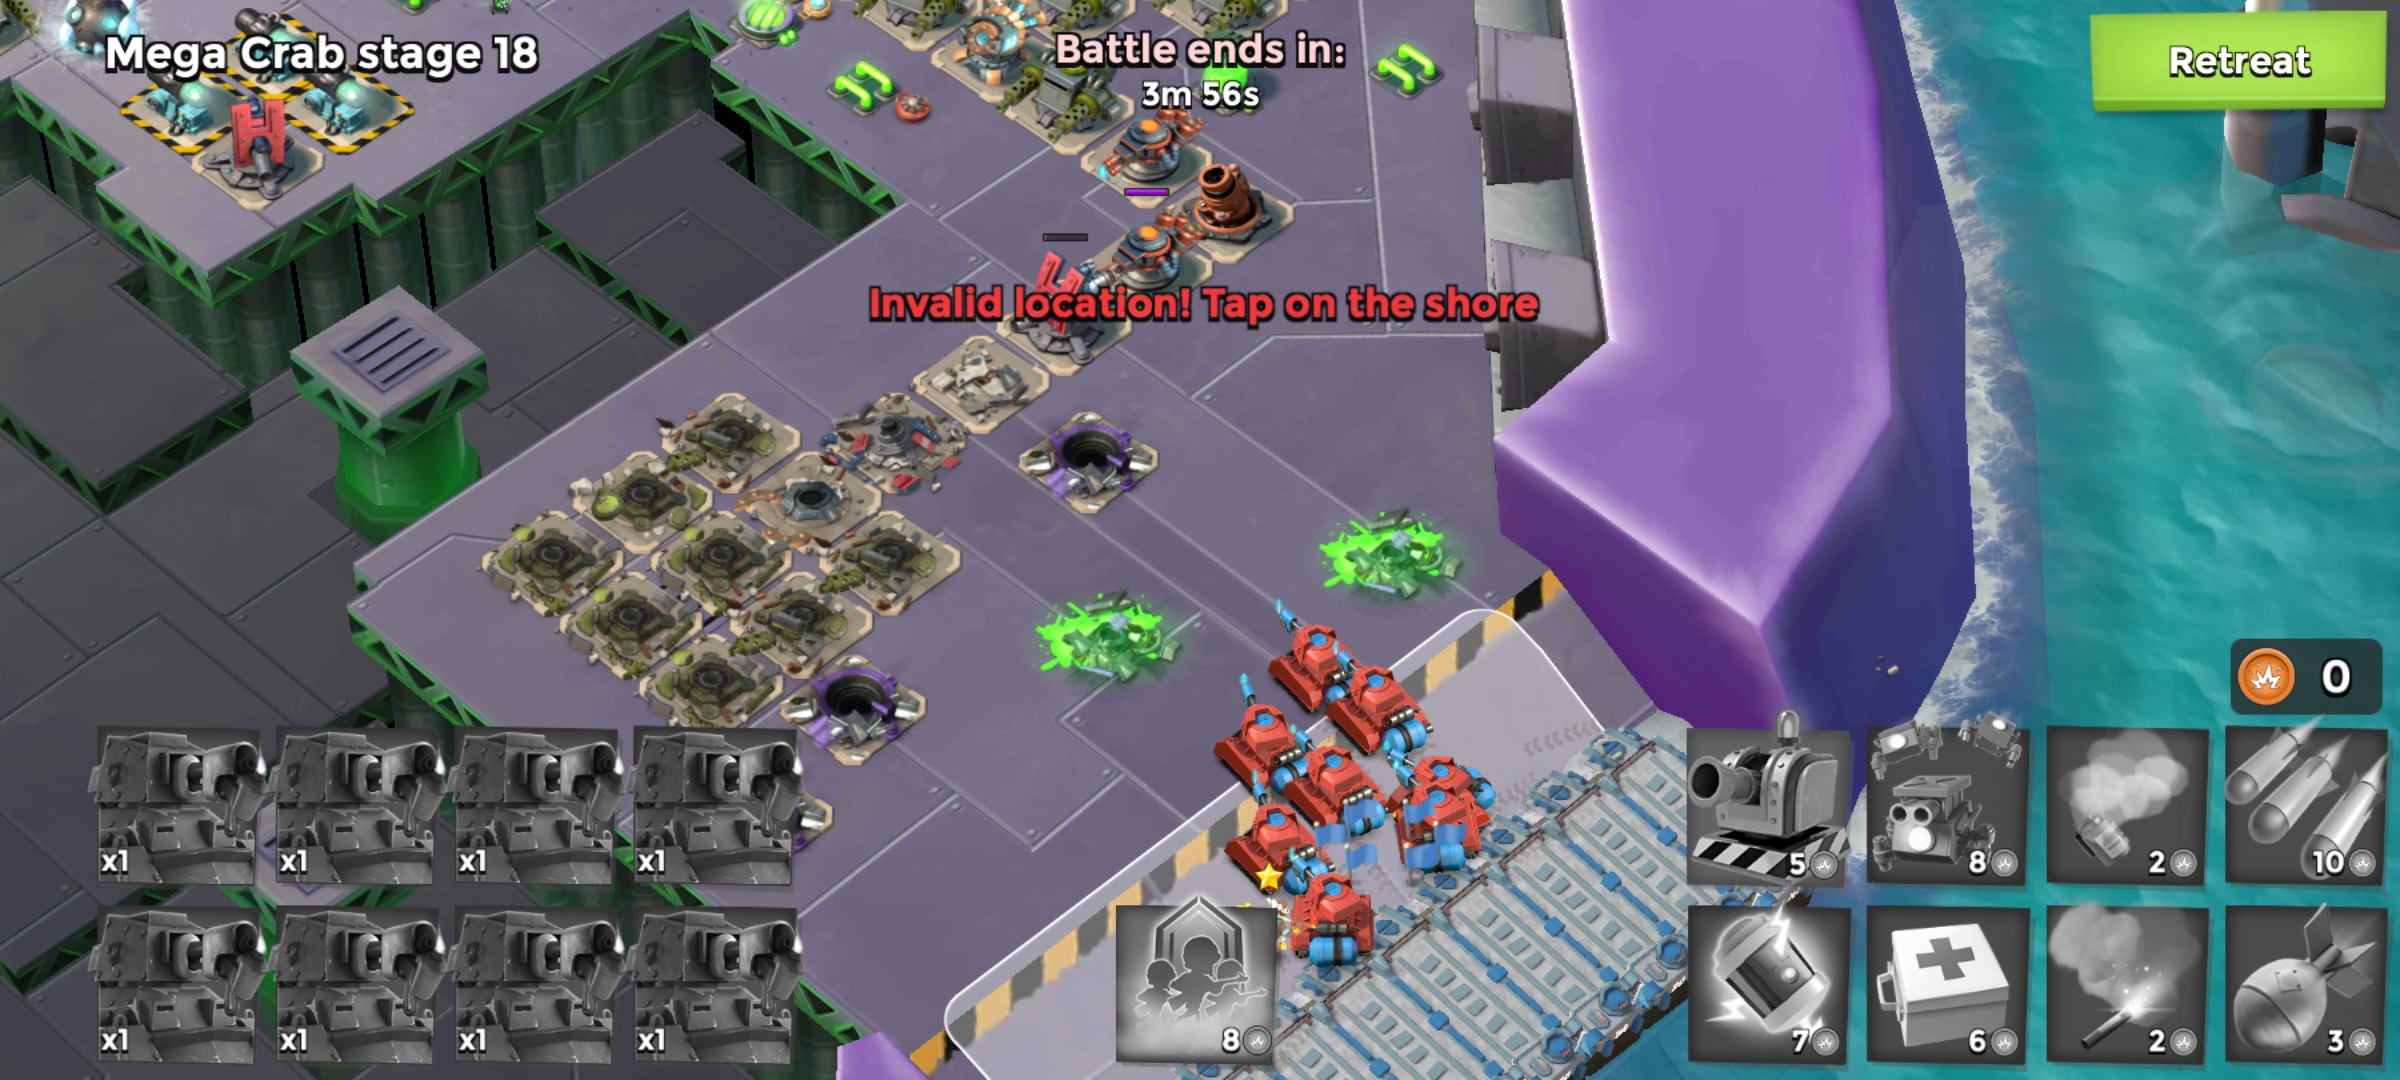 Mega Crab stage 18
Battle ends in:
3m 56s
Retreat
Invalid location! Tap on the shore
0
x1
x1
x1
x1
5
8
2
10
x1
x1
x1
x1
8
7
6
2
3